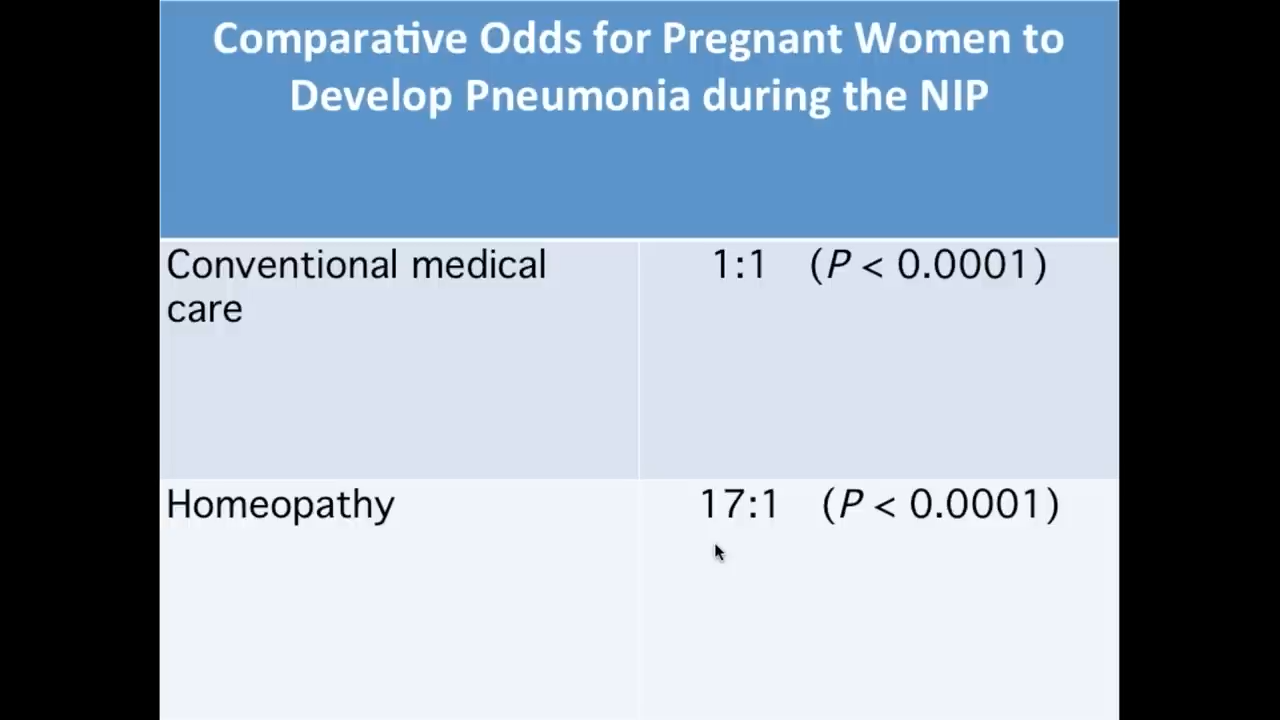 Comparative Odds for Pregnant Women to
Develop Pneumonia during the NIP
Conventional medical
care
1:1 (P < 0.0001)
Homeopathy
17:1 (P < 0.0001)